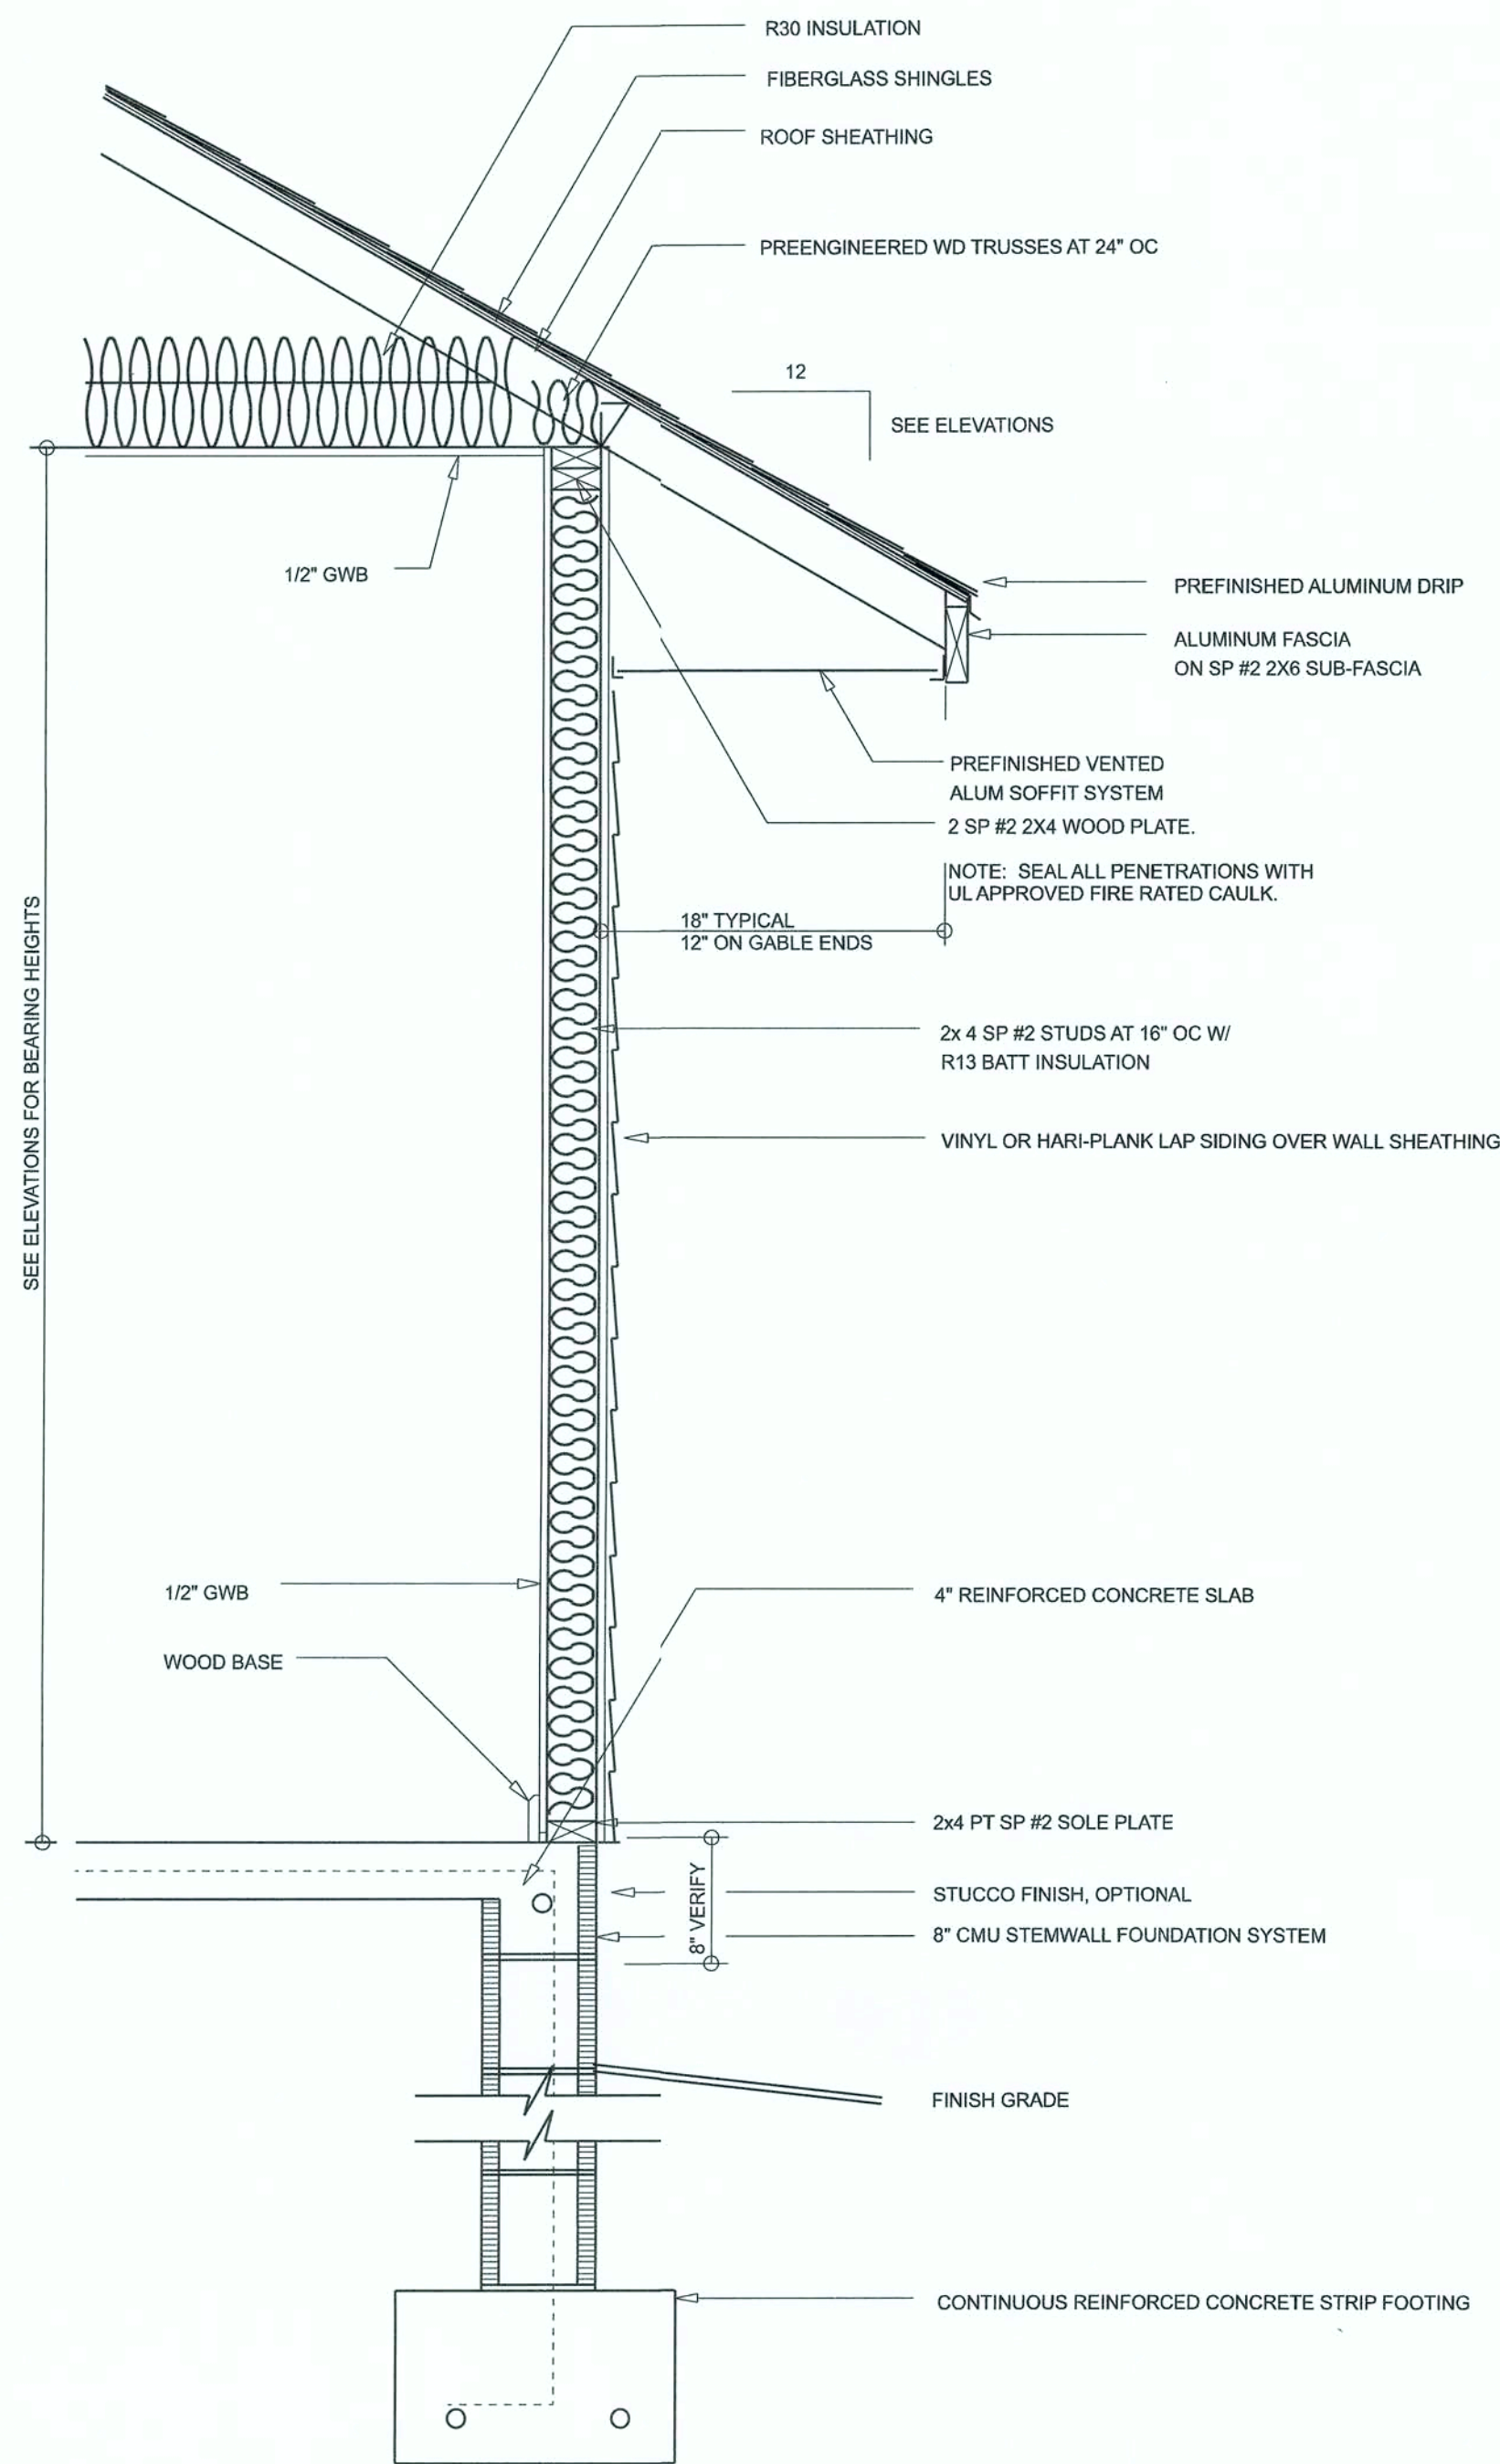 R30 INSULATION
FIBERGLASS SHINGLES
ROOF SHEATHING
PREENGINEERED WD TRUSSES AT 24" OC
12
SEE ELEVATIONS
1/2" GWB
PREFINISHED ALUMINUM DRIP
ALUMINUM FASCIA
ON SP #2 2X6 SUB-FASCIA
PREFINISHED VENTED
ALUM SOFFIT SYSTEM
2 SP #2 2X4 WOOD PLATE.
NOTE: SEAL ALL PENETRATIONS WITH
UL APPROVED FIRE RATED CAULK.
18" TYPICAL
12" ON GABLE ENDS
SEE ELEVATIONS FOR BEARING HEIGHTS
2x 4 SP #2 STUDS AT 16" OC W/
R13 BATT INSULATION
VINYL OR HARI-PLANK LAP SIDING OVER WALL SHEATHING
1/2" GWB
4" REINFORCED CONCRETE SLAB
WOOD BASE
2x4 PT SP #2 SOLE PLATE
8" VERIFY
STUCCO FINISH, OPTIONAL
8" CMU STEMWALL FOUNDATION SYSTEM
FINISH GRADE
CONTINUOUS REINFORCED CONCRETE STRIP FOOTING